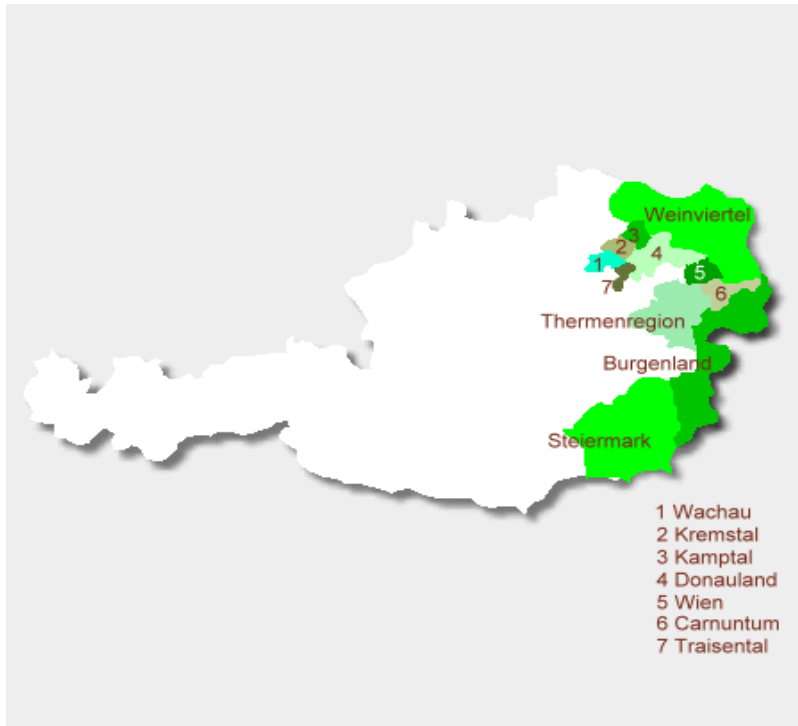 Weinviertel
3
2
4
1
5
7
6
Thermenregion
Burgenland
Steiermark
1 Wachau
2 Kremstal
3 Kamptal
4 Donauland
5 Wien
6 Carnuntum
7 Traisental